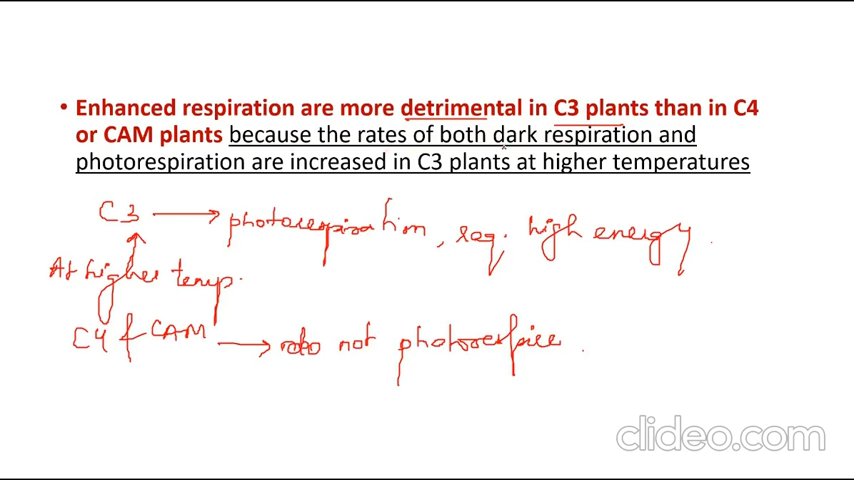 • Enhanced respiration are more detrimental in C3 plants than in C4
or CAM plants because the rates of both dark respiration and
photorespiration are increased in C3 plants at higher temperatures
C3 → photorespiration, req. high energy
At higher temp.
C4 & CAM → do not photorespire.
clideo.com